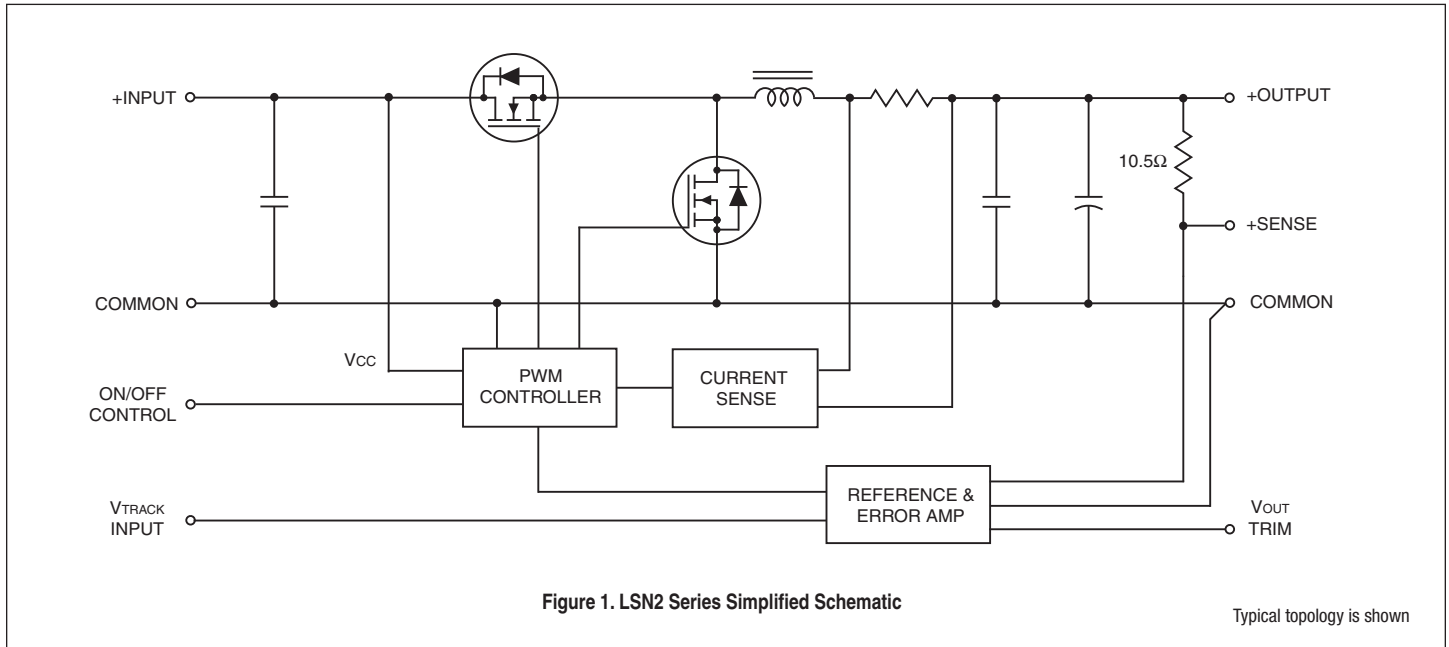 +INPUT
+OUTPUT
10.5Ω
+SENSE
COMMON
COMMON
VCC
PWM
CONTROLLER
CURRENT
SENSE
ON/OFF
CONTROL
REFERENCE &
ERROR AMP
VTRACK
INPUT
VOUT
TRIM
Figure 1. LSN2 Series Simplified Schematic
Typical topology is shown